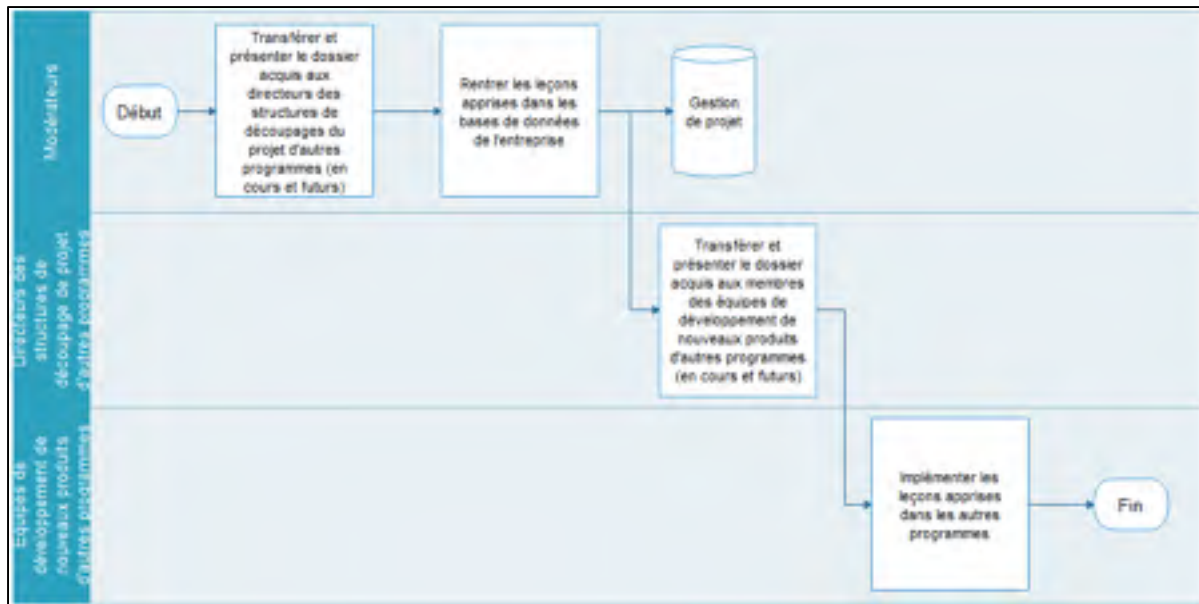 Modérateurs
Début
Transférer et
présenter le dossier
acquis aux
directeurs des
structures de
découpages du
projet d'autres
programmes (en
cours et futurs)
Rentrer les leçons
apprises dans les
bases de données
de l'entreprise
Gestion
de projet
Directeurs des
structures de
découpage de projet
d'autres programmes
Transférer et
présenter le dossier
acquis aux membres
des équipes de
développement de
nouveaux produits
d'autres programmes
(en cours et futurs)
Equipes de
développement de
nouveaux produits
d'autres programmes
Implémenter les
leçons apprises
dans les autres
programmes
Fin